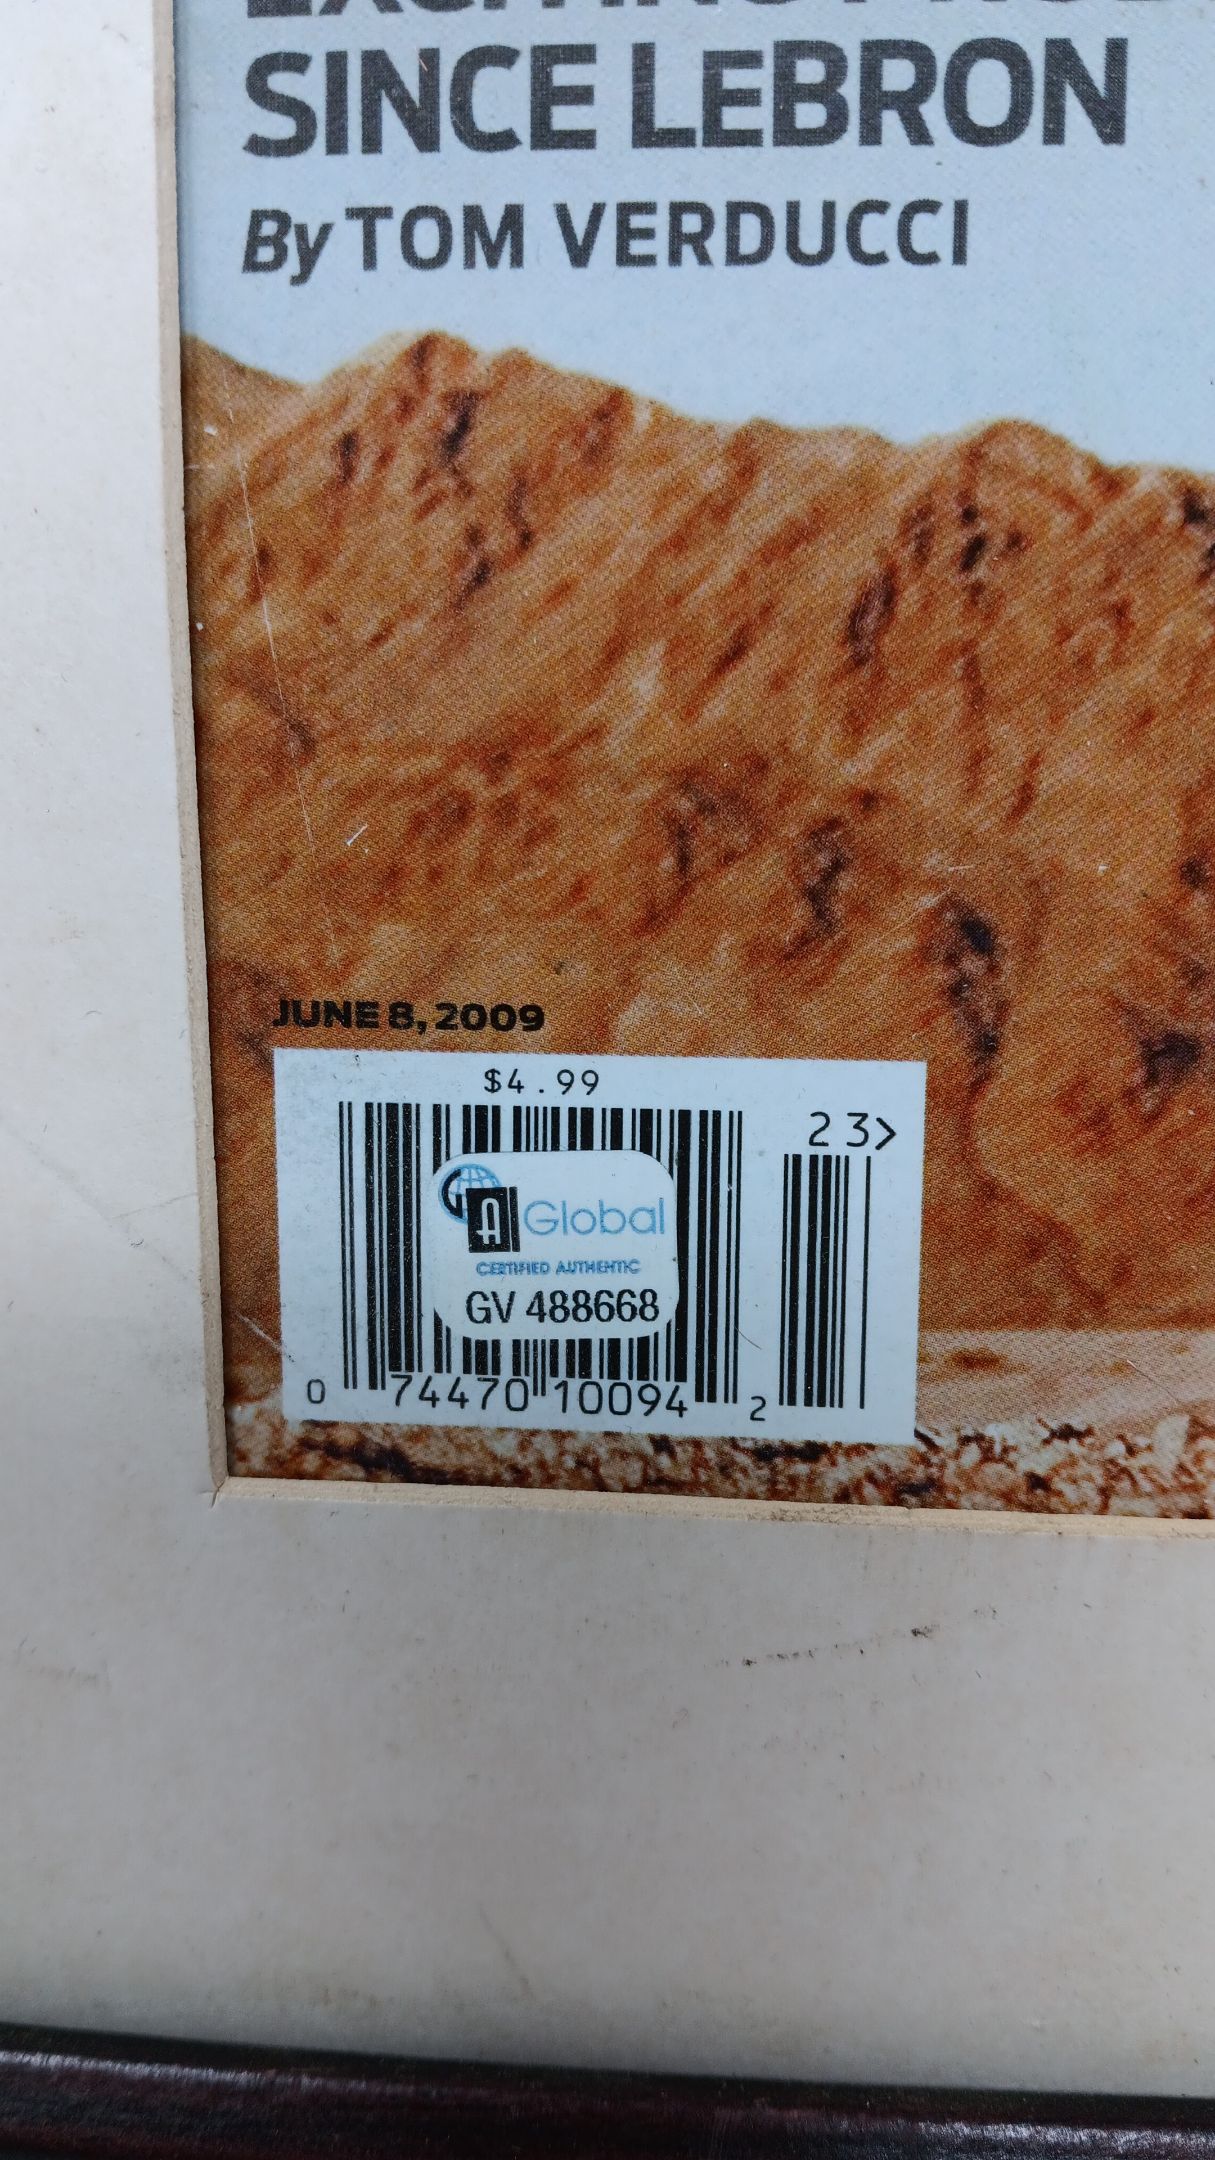 SINCE LEBRON
By TOM VERDUCCI
JUNE 8, 2009
$4.99
23>
GA Global
CERTIFIED AUTHENTIC
GV 488668
0 74470 10094 2